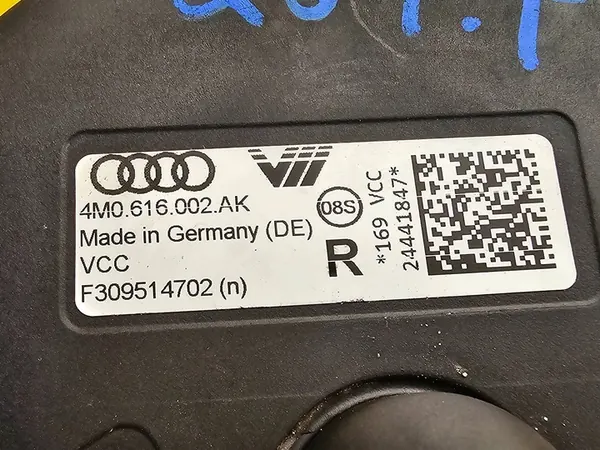 4M0.616.002.AK
Made in Germany (DE)
VCC
F309514702 (n)
08S
R
*169 VCC
24441847*